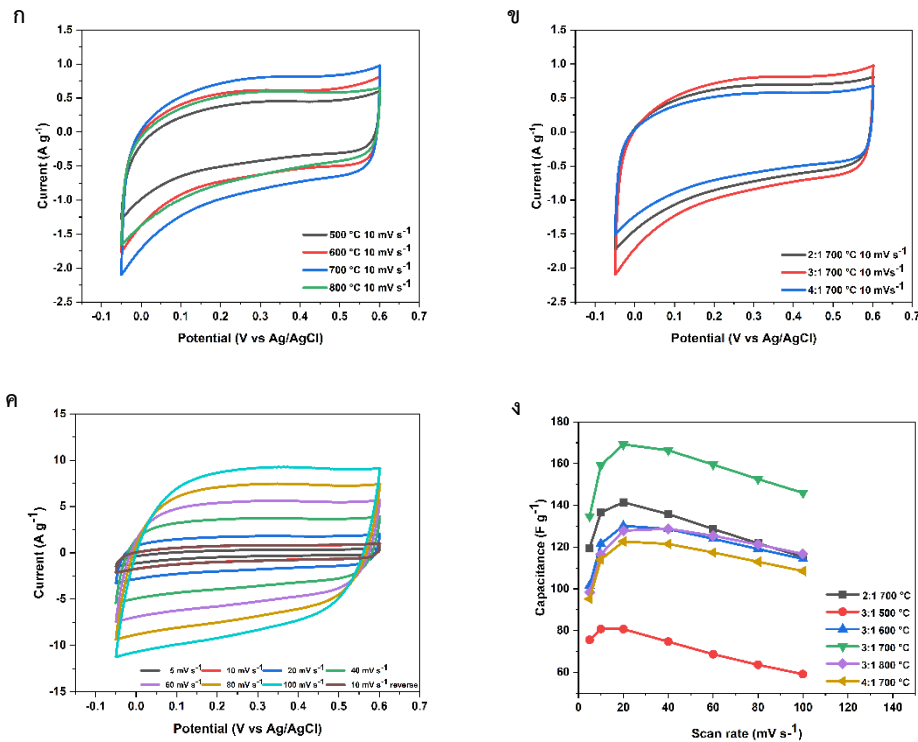 ก
1.5
1.0
0.5
0.0
-0.5
-1.0
-1.5
-2.0
-2.5
Current (A g-1)
500 °C 10 mV s-1
600 °C 10 mV s-1
700 °C 10 mV s-1
800 °C 10 mV s-1
-0.1 0.0 0.1 0.2 0.3 0.4 0.5 0.6 0.7
Potential (V vs Ag/AgCl)
ข
1.5
1.0
0.5
0.0
-0.5
-1.0
-1.5
-2.0
-2.5
Current (A g-1)
2:1 700 °C 10 mV s-1
3:1 700 °C 10 mV s-1
4:1 700 °C 10 mVs-1
-0.1 0.0 0.1 0.2 0.3 0.4 0.5 0.6 0.7
Potential (V vs Ag/AgCl)
ค
15
10
5
0
-5
-10
-15
Current (A g-1)
5 mV s-1 10 mV s-1 20 mV s-1 40 mV s-1
60 mV s-1 80 mV s-1 100 mV s-1 10 mV s-1 reverse
-0.1 0.0 0.1 0.2 0.3 0.4 0.5 0.6 0.7
Potential (V vs Ag/AgCl)
ง
180
160
140
120
100
80
60
Capacitance (F g-1)
2:1 700 °C
3:1 500 °C
3:1 600 °C
3:1 700 °C
3:1 800 °C
4:1 700 °C
0 20 40 60 80 100 120 140
Scan rate (mV s-1)